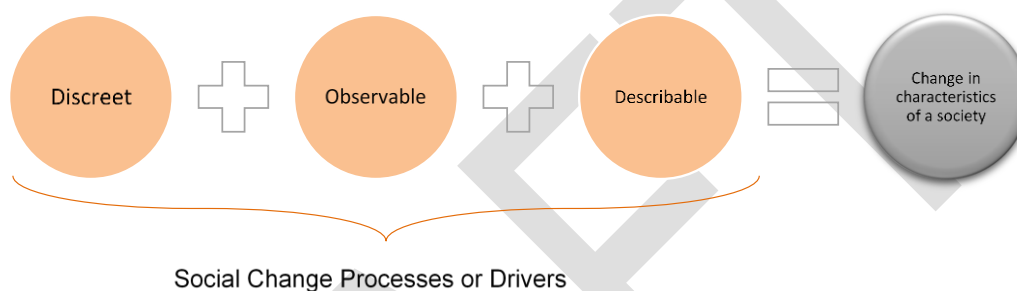 Discreet
Observable
Describable
Change in
characteristics
of a society
Social Change Processes or Drivers